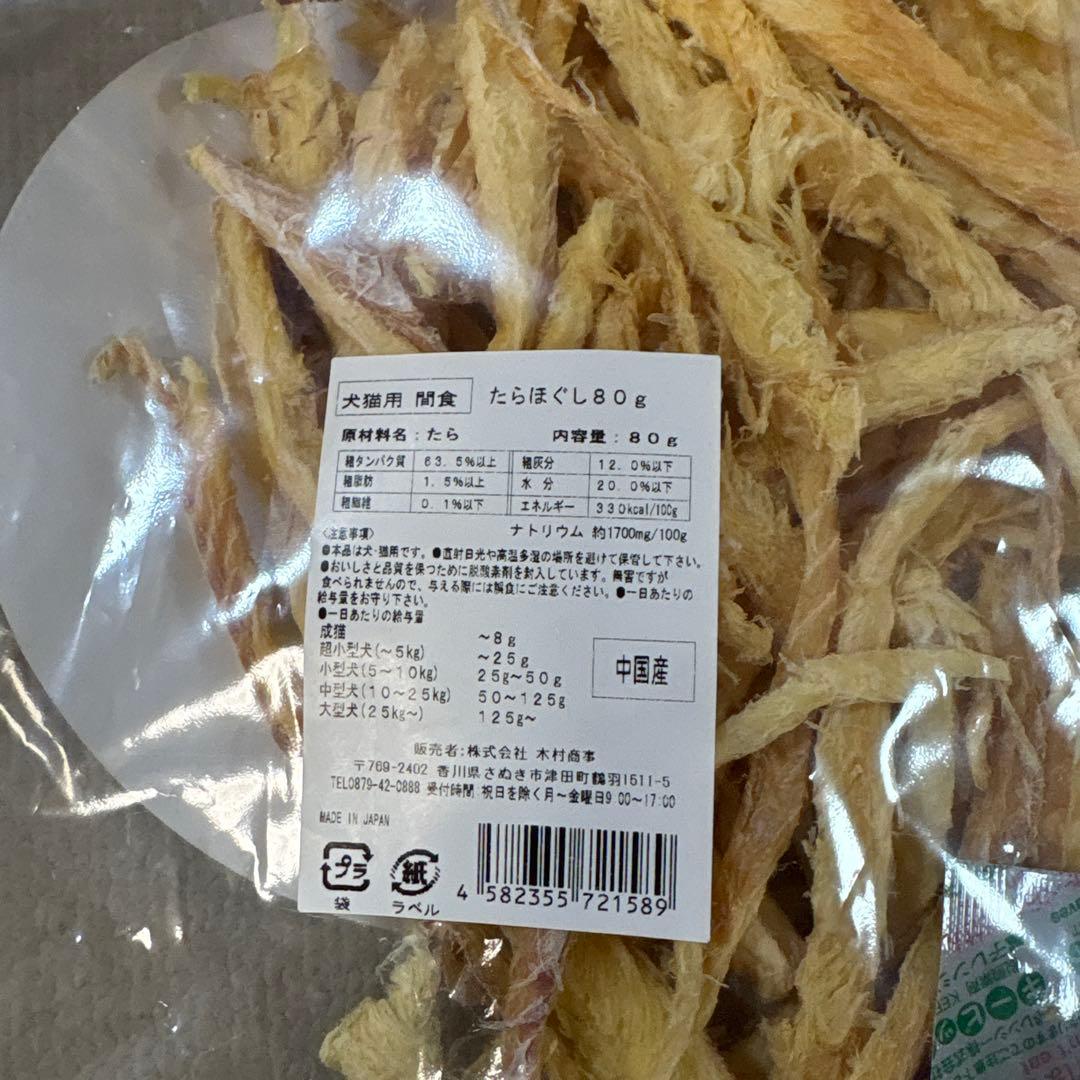 犬猫用 間食 たらほぐし80g
原材料名:たら 内容量:80g
粗タンパク質 63.5%以上 粗灰分 12.0%以下
粗脂肪 1.5%以上 水分 20.0%以下
粗繊維 0.1%以下 エネルギー 330kcal/100g
ナトリウム 約1700mg/100g
<注意事項>
●本品は犬・猫用です。●直射日光や高温多湿の場所を避けて保管して下さい。
●おいしさと品質を保つために脱酸素剤を封入しています。無害ですが
食べられませんので、与える際には誤食にご注意ください。●一日あたりの
給与量をお守り下さい。
●一日あたりの給与量
成猫 ~8g
超小型犬(~5kg) ~25g
小型犬(5~10kg) 25g~50g
中型犬(10~25kg) 50~125g
大型犬(25kg~) 125g~
中国産
販売者:株式会社 木村商事
〒769-2402 香川県さぬき市津田町鶴羽1511-5
TEL0879-42-0888 受付時間:祝日を除く月~金曜日9:00~17:00
MADE IN JAPAN
プラ
袋
紙
ラベル
4 582355 721589